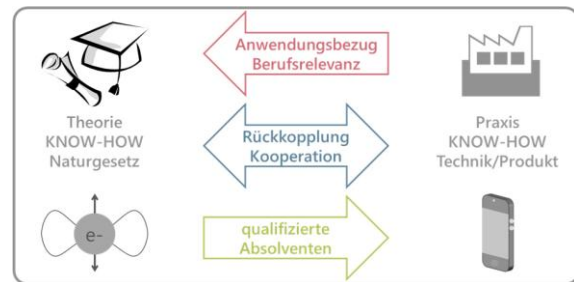 Anwendungsbezug
Berufsrelevanz
Theorie
KNOW-HOW
Naturgesetz
Rückkopplung
Kooperation
Praxis
KNOW-HOW
Technik/Produkt
e-
qualifizierte
Absolventen